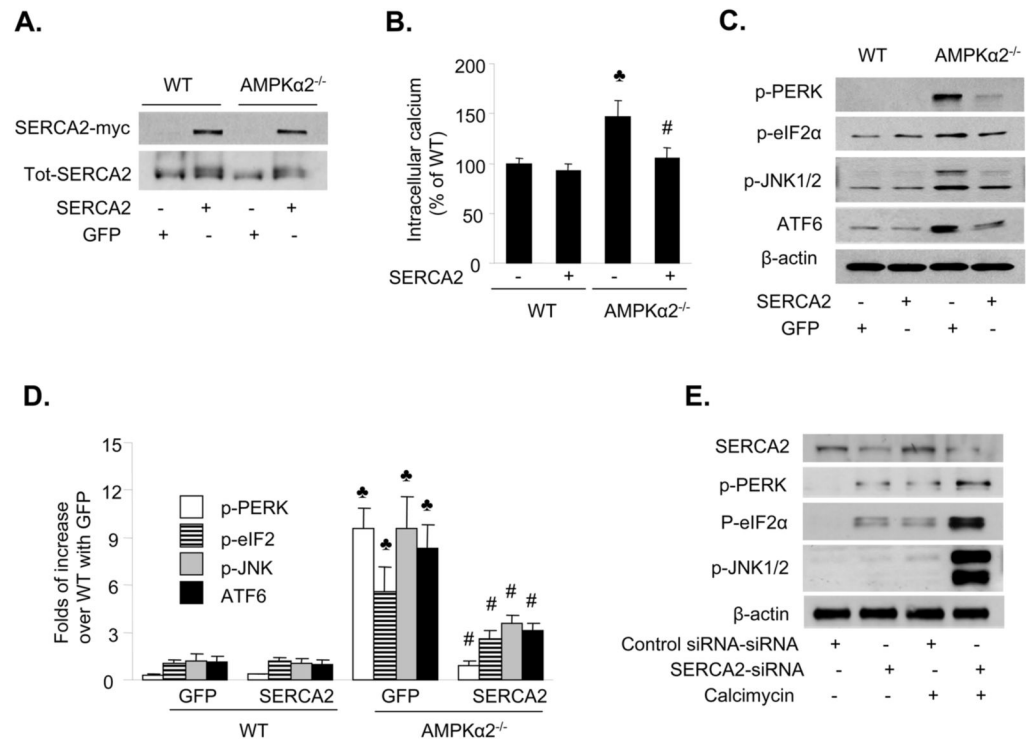 A.
WT AMPKα2-/-
SERCA2-myc
Tot-SERCA2
SERCA2 - + - +
GFP + - + -
B.
Intracellular calcium
(% of WT)
200
150
100
50
0
♣
#
SERCA2 - + - +
WT AMPKα2-/-
C.
WT AMPKα2-/-
p-PERK
p-eIF2α
p-JNK1/2
ATF6
β-actin
SERCA2 - + - +
GFP + - + -
D.
Folds of increase
over WT with GFP
15
12
9
6
3
0
p-PERK
p-eIF2
p-JNK
ATF6
♣ ♣ ♣ ♣
# # # #
GFP SERCA2 GFP SERCA2
WT AMPKα2-/-
E.
SERCA2
p-PERK
P-eIF2α
p-JNK1/2
β-actin
Control siRNA-siRNA + - + -
SERCA2-siRNA - + - +
Calcimycin - - + +